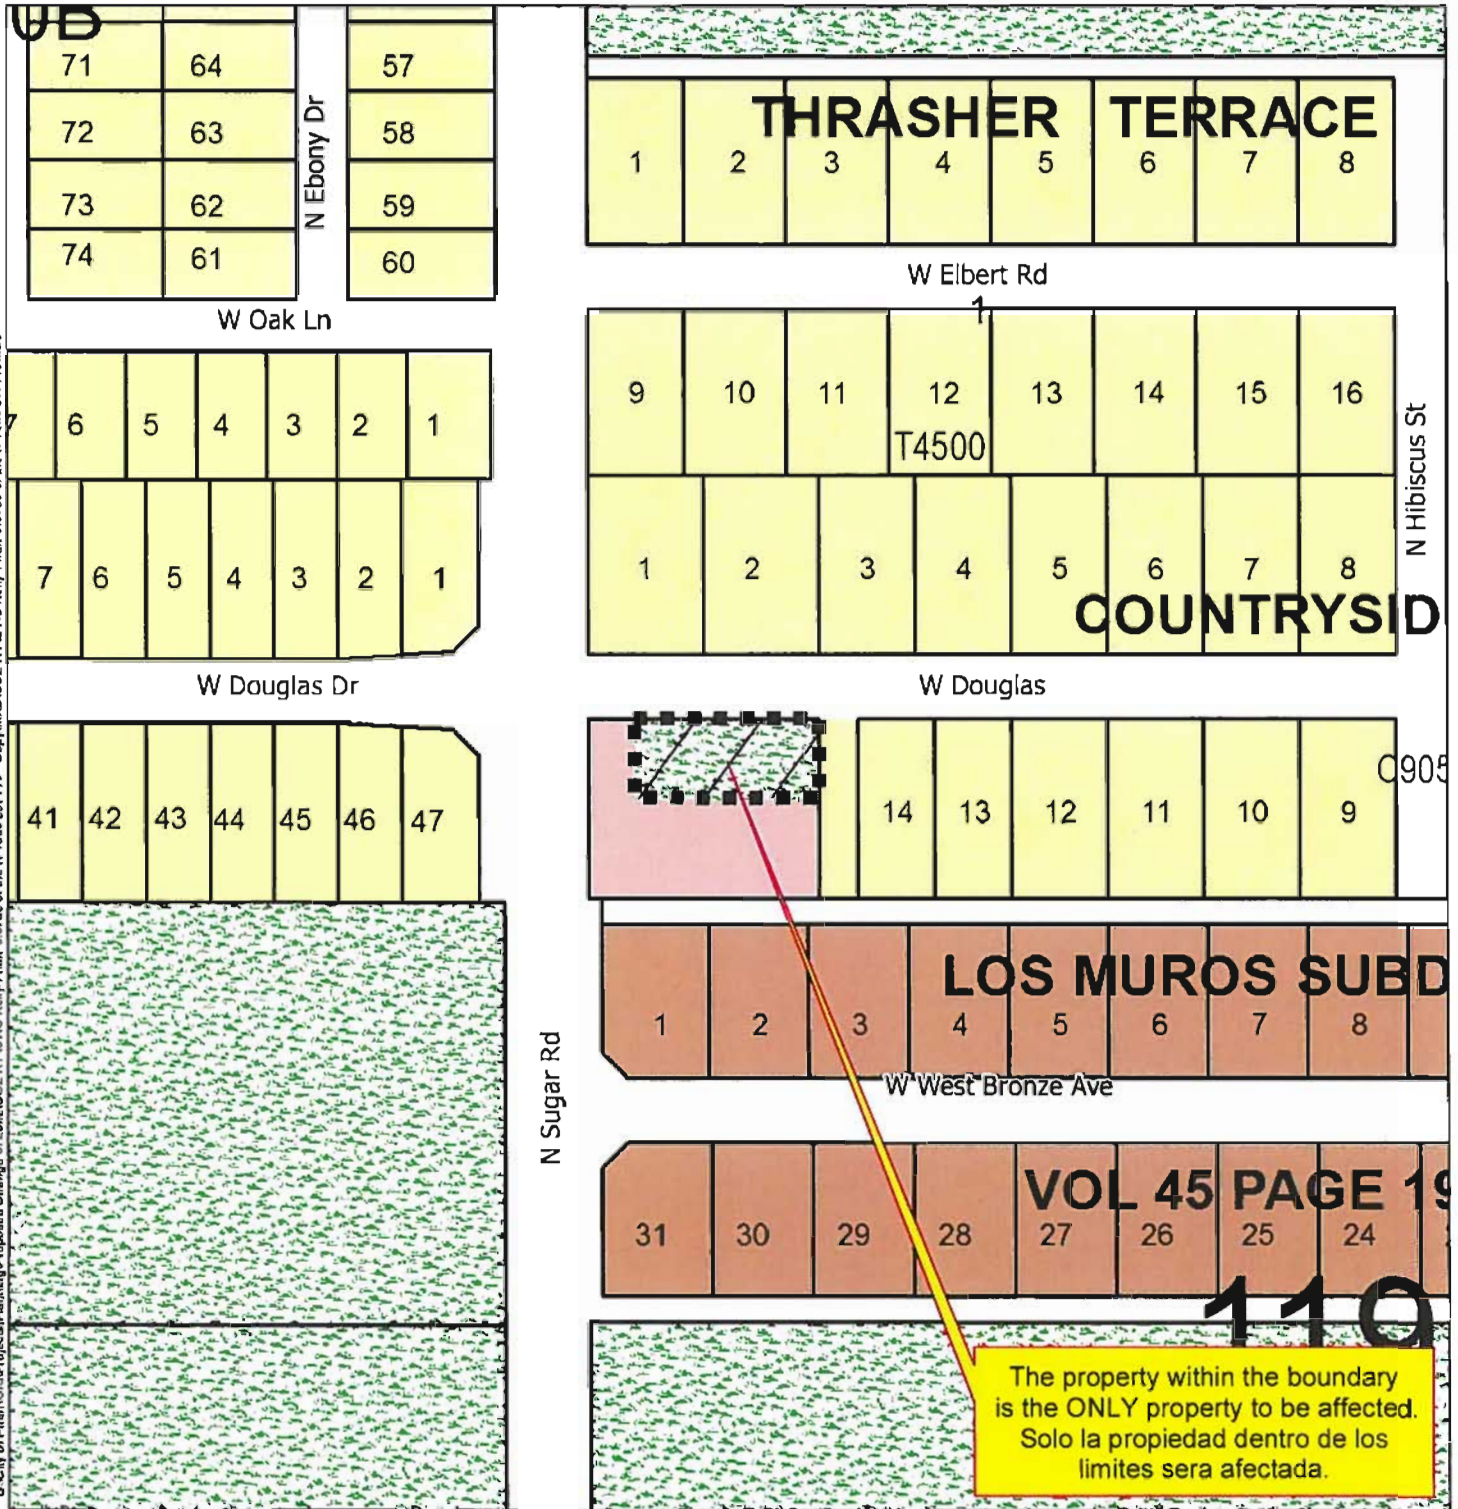 UB
71 64 57
72 63 58
73 62 59
74 61 60
N Ebony Dr
THRASHER TERRACE
1 2 3 4 5 6 7 8
W Elbert Rd
W Oak Ln
1
9 10 11 12 13 14 15 16
T4500
7 6 5 4 3 2 1
N Hibiscus St
7 6 5 4 3 2 1
1 2 3 4 5 6 7 8
COUNTRYSID
W Douglas Dr
W Douglas
41 42 43 44 45 46 47
14 13 12 11 10 9
C905
LOS MUROS SUBD
1 2 3 4 5 6 7 8
W West Bronze Ave
N Sugar Rd
VOL 45 PAGE 19
31 30 29 28 27 26 25 24
119
The property within the boundary
is the ONLY property to be affected.
Solo la propiedad dentro de los
limites sera afectada.